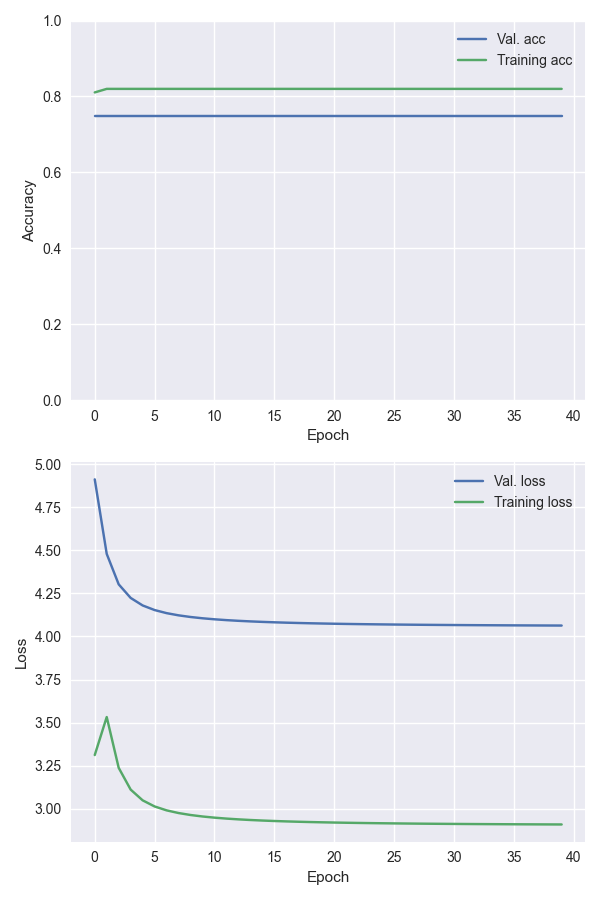 1.0
Val. acc
Training acc
0.8
0.6
Accuracy
0.4
0.2
0.0
0 5 10 15 20 25 30 35 40
Epoch
5.00
Val. loss
Training loss
4.75
4.50
4.25
4.00
Loss
3.75
3.50
3.25
3.00
0 5 10 15 20 25 30 35 40
Epoch